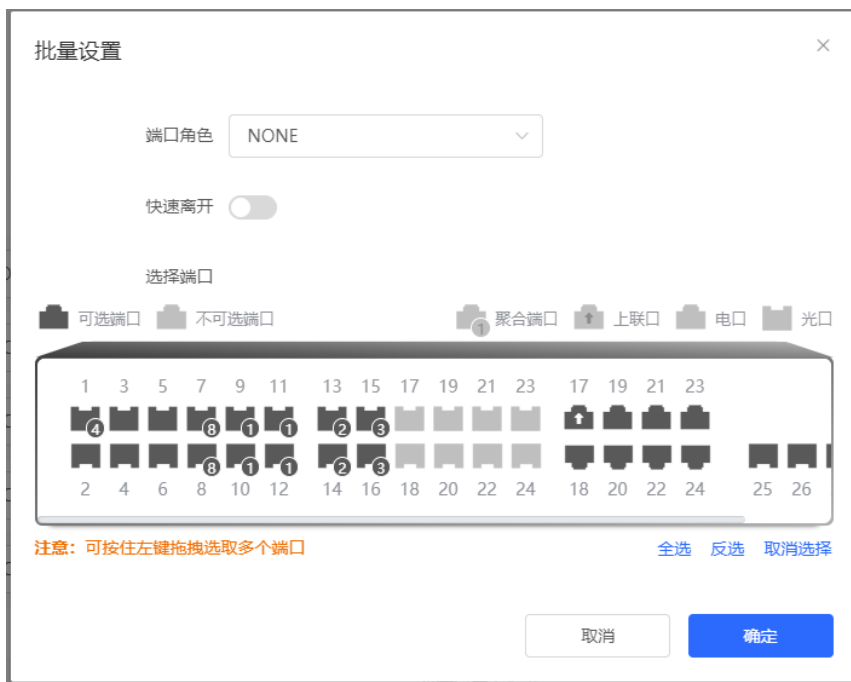 批量设置
端口角色 NONE
快速离开
选择端口
可选端口 不可选端口 1 聚合端口 上联口 电口 光口
1 3 5 7 9 11 13 15 17 19 21 23 17 19 21 23
4 8 1 1 2 3
8 1 1 2 3
2 4 6 8 10 12 14 16 18 20 22 24 18 20 22 24 25 26
注意：可按住左键拖拽选取多个端口 全选 反选 取消选择
取消 确定